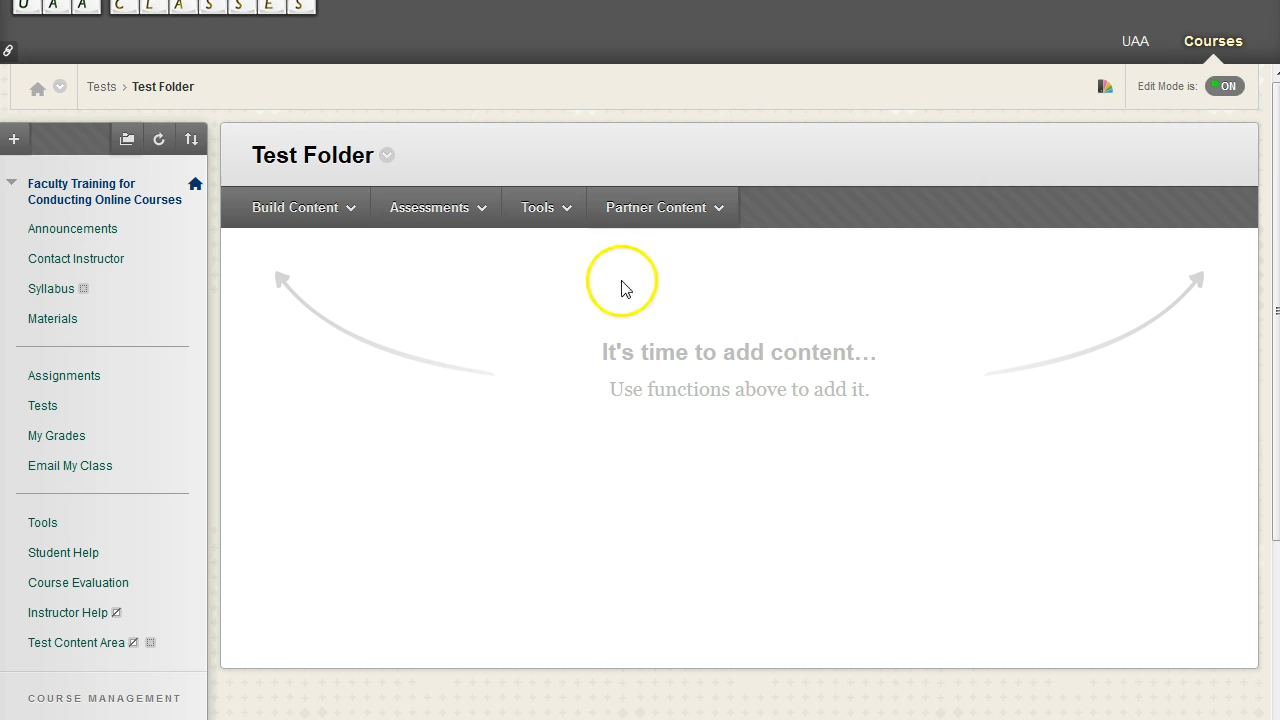 UAA CLASSES
UAA
Courses
Tests > Test Folder
Edit Mode is: ON
Test Folder
Build Content
Assessments
Tools
Partner Content
Faculty Training for
Conducting Online Courses
Announcements
Contact Instructor
Syllabus
Materials
Assignments
Tests
My Grades
Email My Class
Tools
Student Help
Course Evaluation
Instructor Help
Test Content Area
COURSE MANAGEMENT
It's time to add content...
Use functions above to add it.